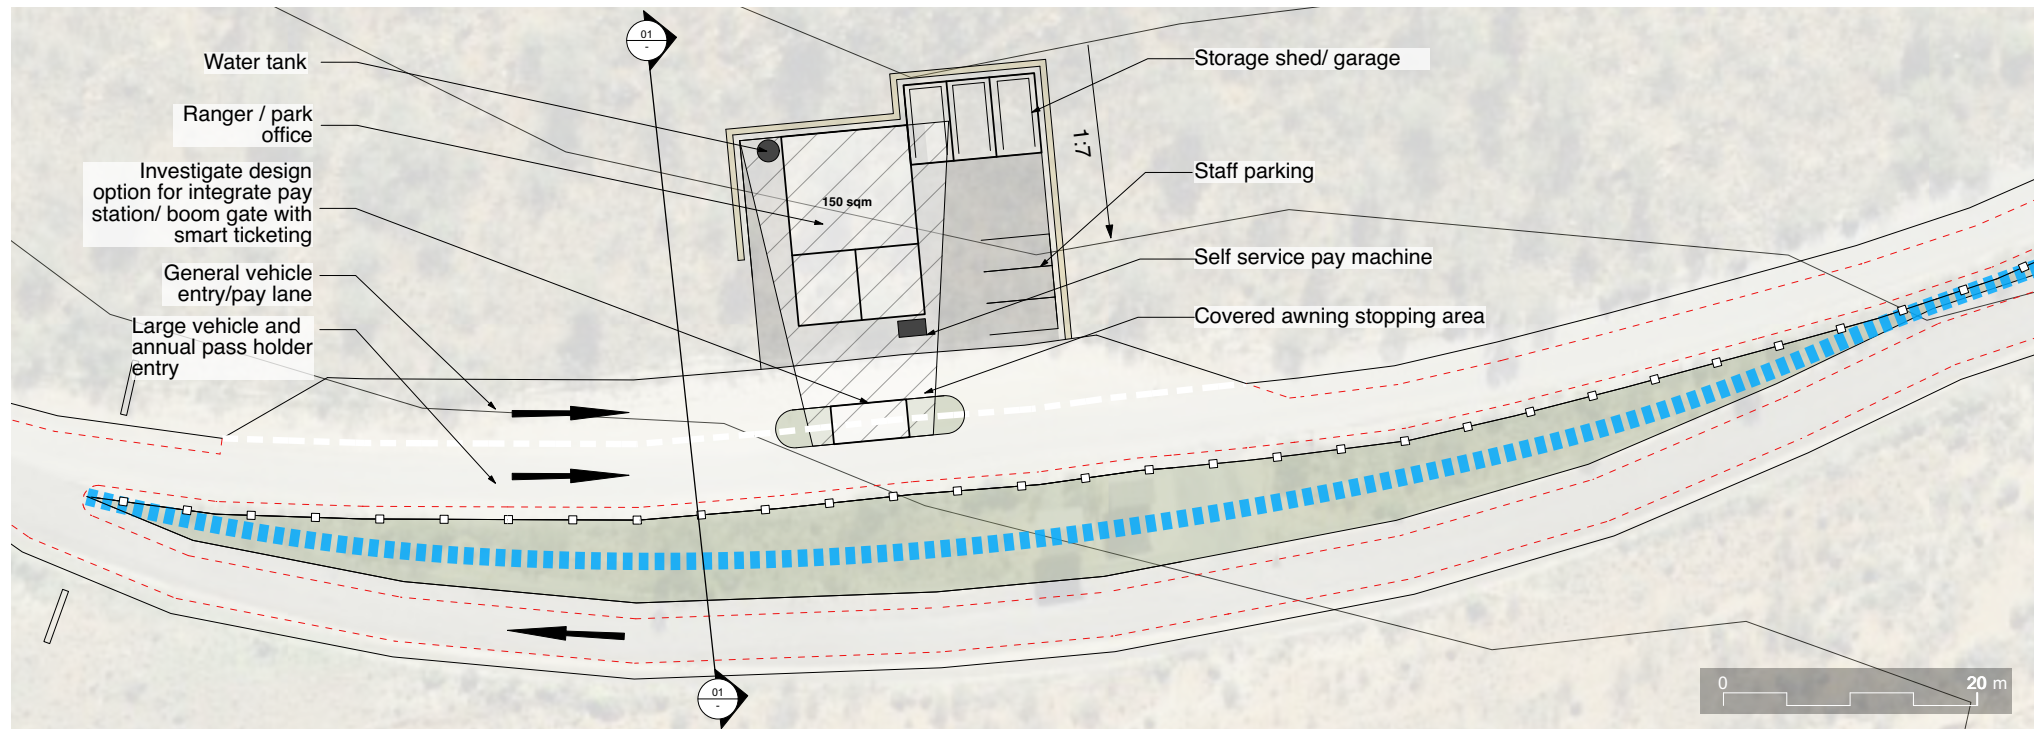 01
-
Water tank
Ranger / park
office
Investigate design
option for integrate pay
station/ boom gate with
smart ticketing
General vehicle
entry/pay lane
Large vehicle and
annual pass holder
entry
150 sqm
1:7
Storage shed/ garage
Staff parking
Self service pay machine
Covered awning stopping area
01
-
0 20 m